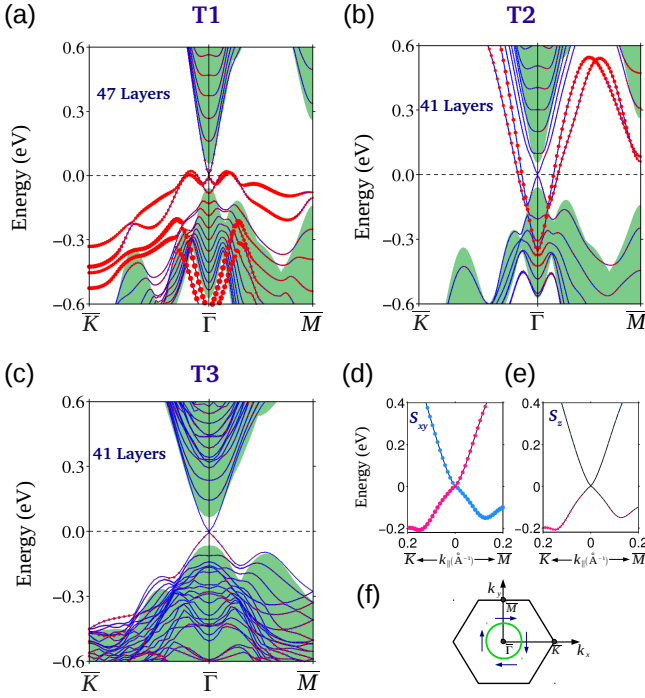 (a) T1
47 Layers
Energy (eV)
0.6
0.3
0.0
-0.3
-0.6
K Γ M
(b) T2
41 Layers
Energy (eV)
0.6
0.3
0.0
-0.3
-0.6
K Γ M
(c) T3
41 Layers
Energy (eV)
0.6
0.3
0.0
-0.3
-0.6
K Γ M
(d)
S_xy
Energy (eV)
0.4
0.2
0
-0.2
0.2 0 0.2
K k||(Å⁻¹) M
(e)
S_z
0.4
0.2
0
-0.2
0.2 0 0.2
K k||(Å⁻¹) M
(f)
k_y
M
Γ
K
k_x